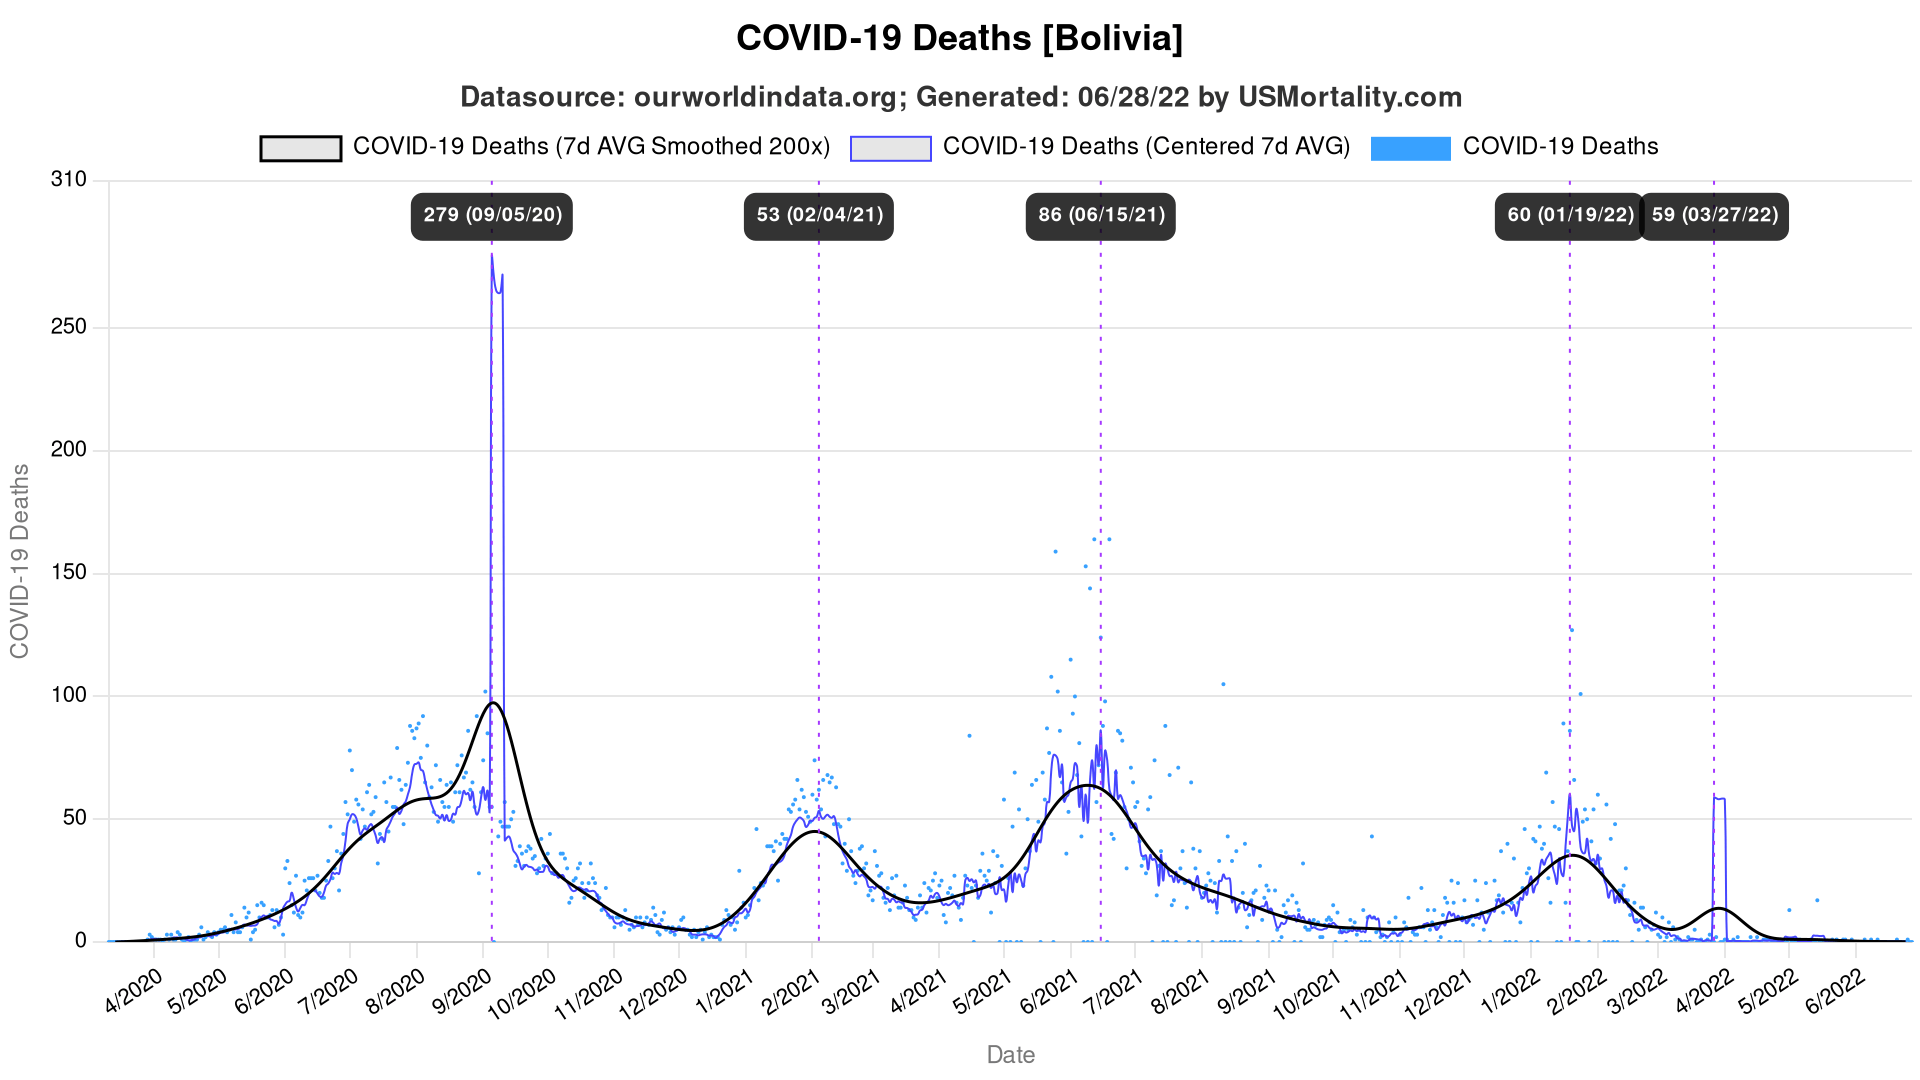 COVID-19 Deaths [Bolivia]
Datasource: ourworldindata.org; Generated: 06/28/22 by USMortality.com
COVID-19 Deaths (7d AVG Smoothed 200x) COVID-19 Deaths (Centered 7d AVG) COVID-19 Deaths
310
279 (09/05/20) 53 (02/04/21) 86 (06/15/21) 60 (01/19/22) 59 (03/27/22)
250
200
150
100
50
0
COVID-19 Deaths
4/2020 5/2020 6/2020 7/2020 8/2020 9/2020 10/2020 11/2020 12/2020 1/2021 2/2021 3/2021 4/2021 5/2021 6/2021 7/2021 8/2021 9/2021 10/2021 11/2021 12/2021 1/2022 2/2022 3/2022 4/2022 5/2022 6/2022
Date